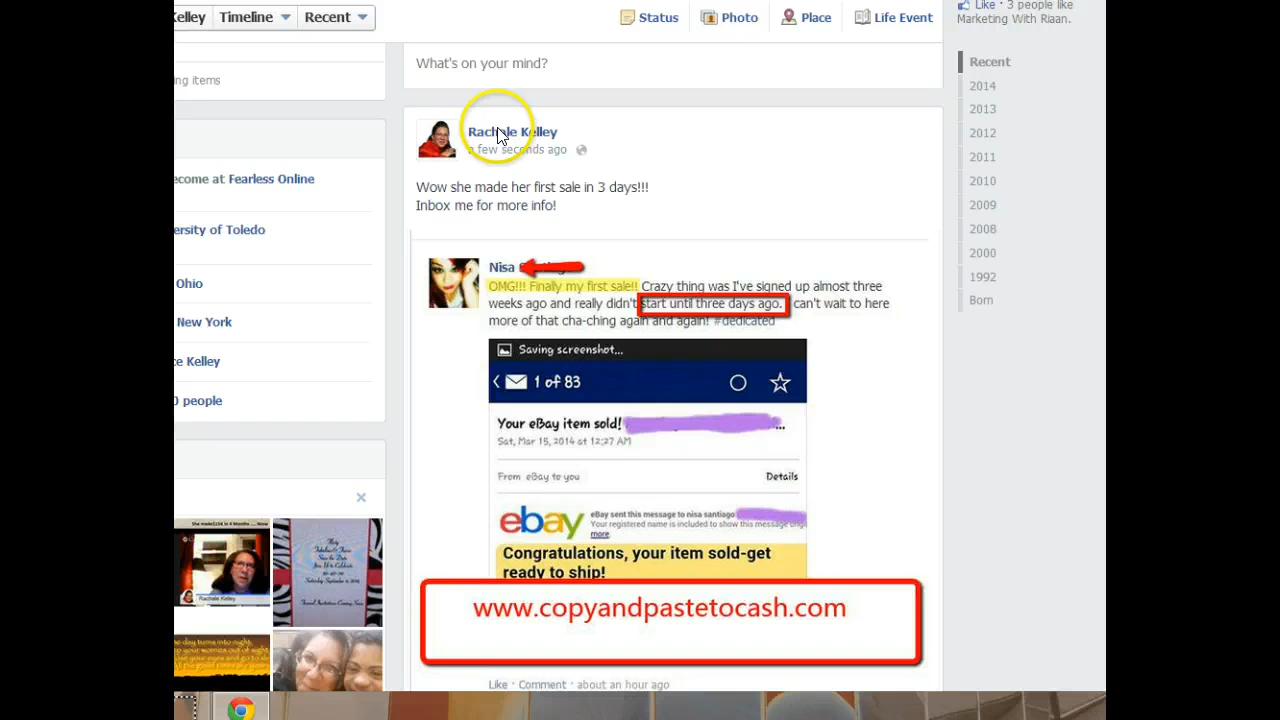 Kelley
Timeline
Recent
Status
Photo
Place
Life Event
Like · 3 people like
Marketing With Riaan.
What's on your mind?
ing items
Recent
2014
2013
2012
2011
2010
2009
2008
2000
1992
Born
Rachele Kelley
a few seconds ago
Wow she made her first sale in 3 days!!!
Inbox me for more info!
ecome at Fearless Online
ersity of Toledo
Ohio
New York
ce Kelley
0 people
Nisa
OMG!!! Finally my first sale!! Crazy thing was I've signed up almost three
weeks ago and really didn't start until three days ago. can't wait to here
more of that cha-ching again and again! #dedicated
Saving screenshot...
1 of 83
Your eBay item sold! ...
Sat, Mar 15, 2014 at 12:27 AM
From eBay to you
Details
ebay
eBay sent this message to nisa santiago
Your registered name is included to show this message
more.
Congratulations, your item sold-get
ready to ship!
www.copyandpastetocash.com
Like · Comment · about an hour ago
Rachele Kelley